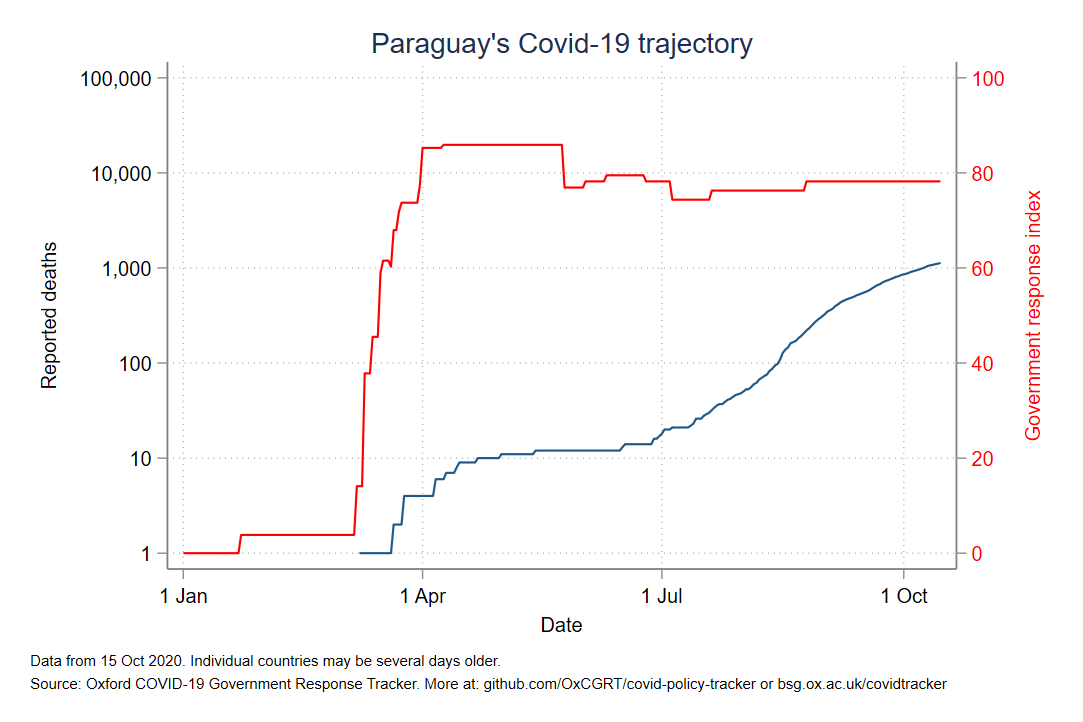 Paraguay's Covid-19 trajectory
100,000
10,000
1,000
100
10
1
Reported deaths
100
80
60
40
20
0
Government response index
1 Jan
1 Apr
1 Jul
1 Oct
Date
Data from 15 Oct 2020. Individual countries may be several days older.
Source: Oxford COVID-19 Government Response Tracker. More at: github.com/OxCGRT/covid-policy-tracker or bsg.ox.ac.uk/covidtracker